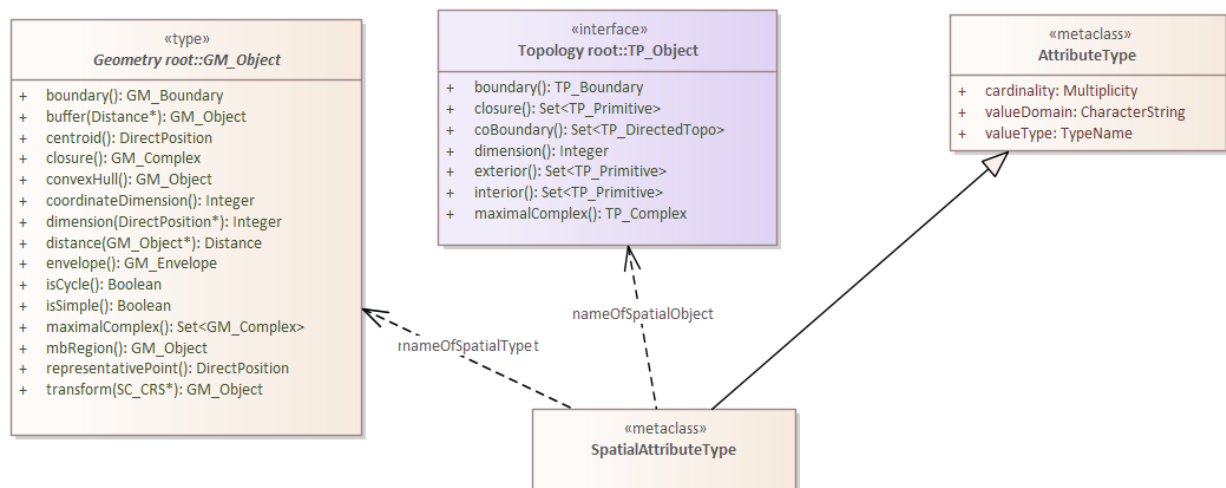 «type»
Geometry root::GM_Object
+ boundary(): GM_Boundary
+ buffer(Distance*): GM_Object
+ centroid(): DirectPosition
+ closure(): GM_Complex
+ convexHull(): GM_Object
+ coordinateDimension(): Integer
+ dimension(DirectPosition*): Integer
+ distance(GM_Object*): Distance
+ envelope(): GM_Envelope
+ isCycle(): Boolean
+ isSimple(): Boolean
+ maximalComplex(): Set<GM_Complex>
+ mbRegion(): GM_Object
+ representativePoint(): DirectPosition
+ transform(SC_CRS*): GM_Object
«interface»
Topology root::TP_Object
+ boundary(): TP_Boundary
+ closure(): Set<TP_Primitive>
+ coBoundary(): Set<TP_DirectedTopo>
+ dimension(): Integer
+ exterior(): Set<TP_Primitive>
+ interior(): Set<TP_Primitive>
+ maximalComplex(): TP_Complex
«metaclass»
AttributeType
+ cardinality: Multiplicity
+ valueDomain: CharacterString
+ valueType: TypeName
nameOfSpatialObject
nameOfSpatialTypet
«metaclass»
SpatialAttributeType